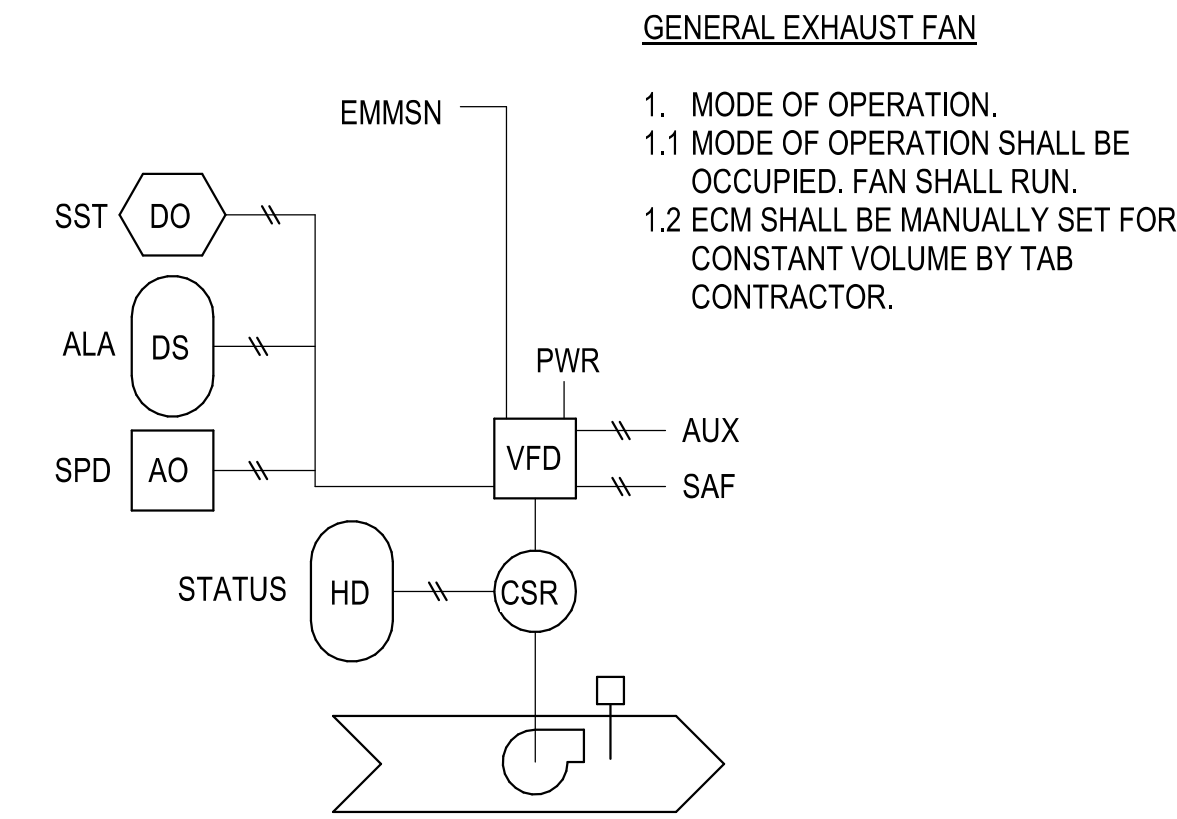 GENERAL EXHAUST FAN
1. MODE OF OPERATION.
1.1 MODE OF OPERATION SHALL BE
OCCUPIED. FAN SHALL RUN.
1.2 ECM SHALL BE MANUALLY SET FOR
CONSTANT VOLUME BY TAB
CONTRACTOR.
EMMSN
SST DO
ALA DS
SPD AO
PWR
VFD
AUX
SAF
STATUS HD CSR